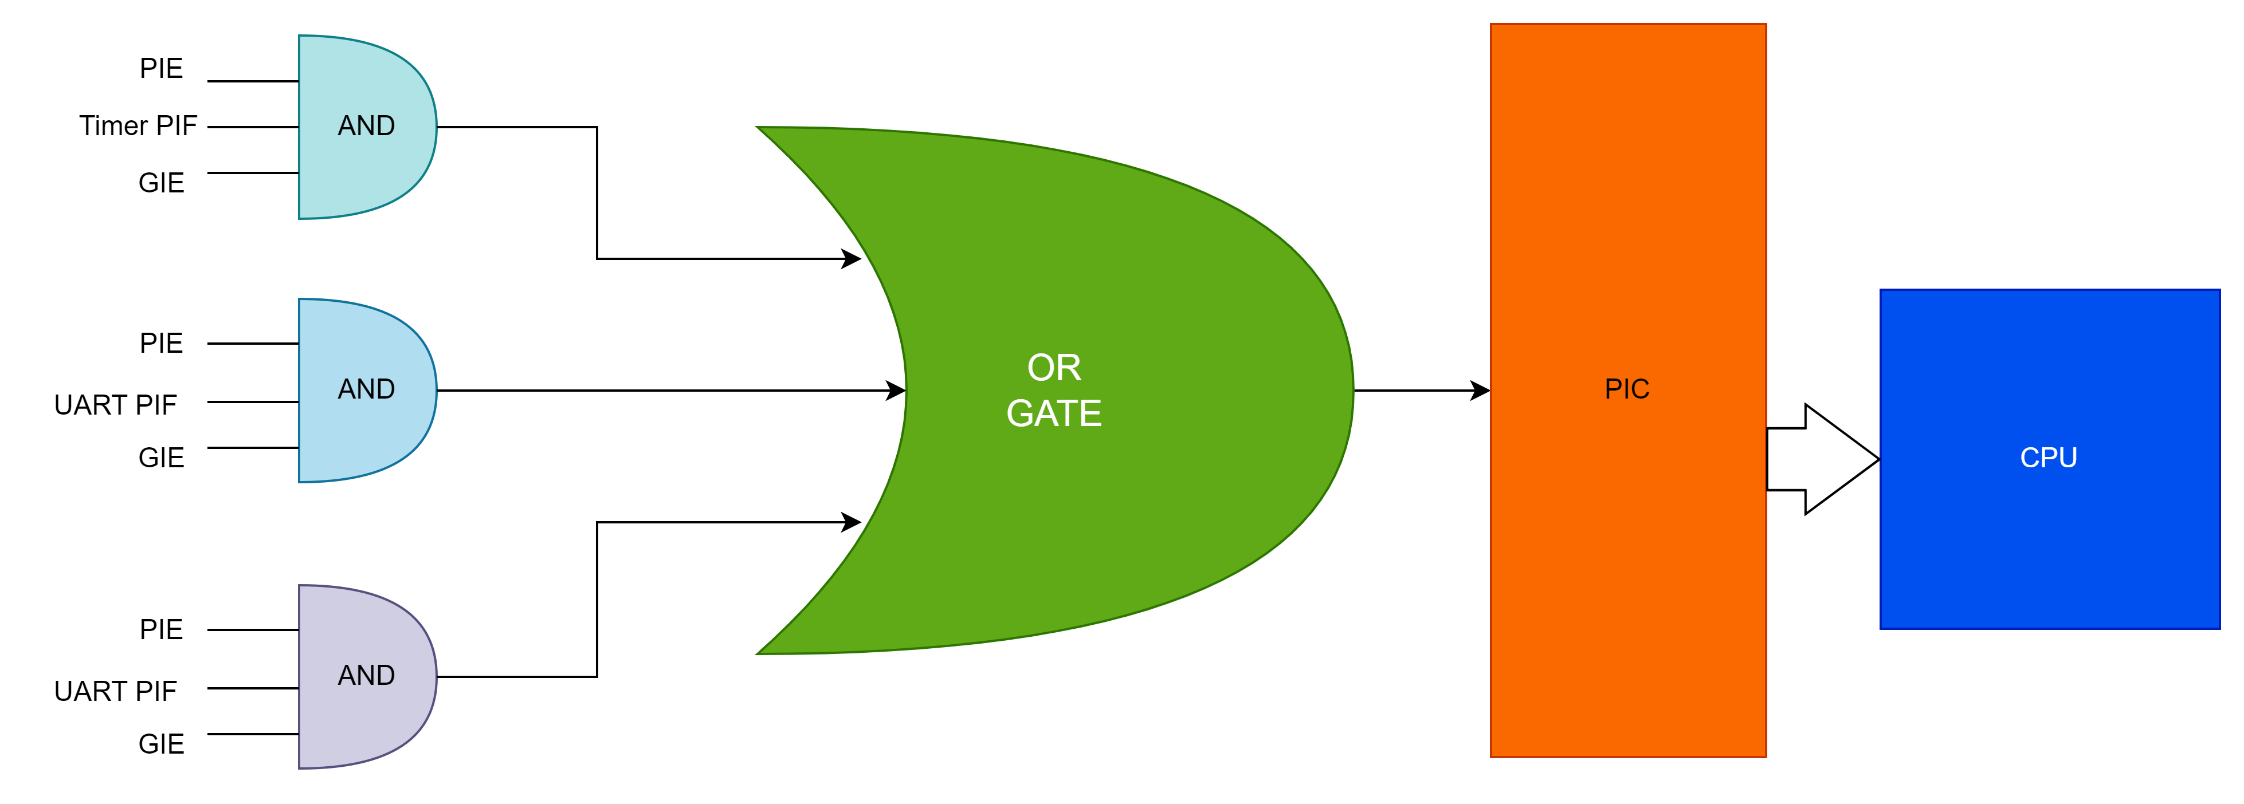 PIE
Timer PIF
GIE
AND
PIE
UART PIF
GIE
AND
PIE
UART PIF
GIE
AND
OR
GATE
PIC
CPU